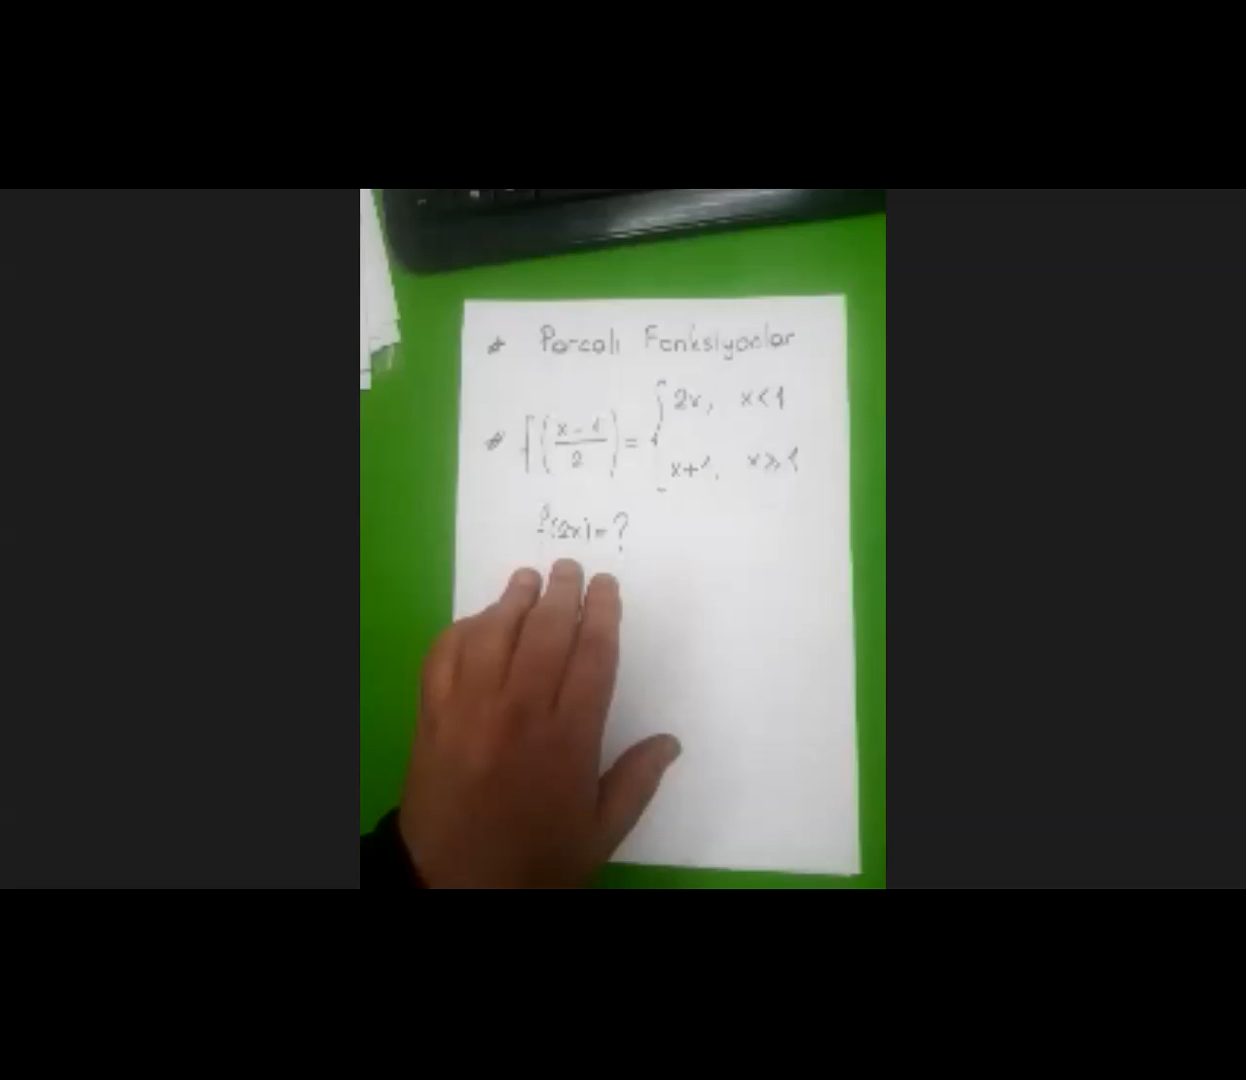 * Parçalı Fonksiyonlar
* f((x-1)/2) = { 2x, x<1
x+1, x≥1
f(2x)=?